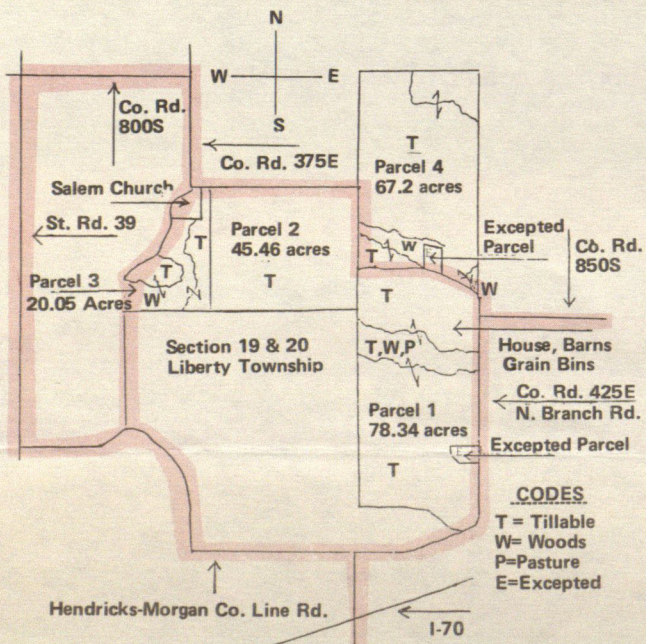 N
W
E
S
Co. Rd.
800S
Co. Rd. 375E
T
Parcel 4
67.2 acres
Salem Church
St. Rd. 39
T
Parcel 2
45.46 acres
T
Excepted
Parcel
Co. Rd.
850S
W
E
T
W
T
Parcel 3
20.05 Acres
T
W
Section 19 & 20
Liberty Township
T,W,P
House, Barns
Grain Bins
Co. Rd. 425E
N. Branch Rd.
Parcel 1
78.34 acres
E
Excepted Parcel
T
CODES
T = Tillable
W= Woods
P=Pasture
E=Excepted
Hendricks-Morgan Co. Line Rd.
I-70